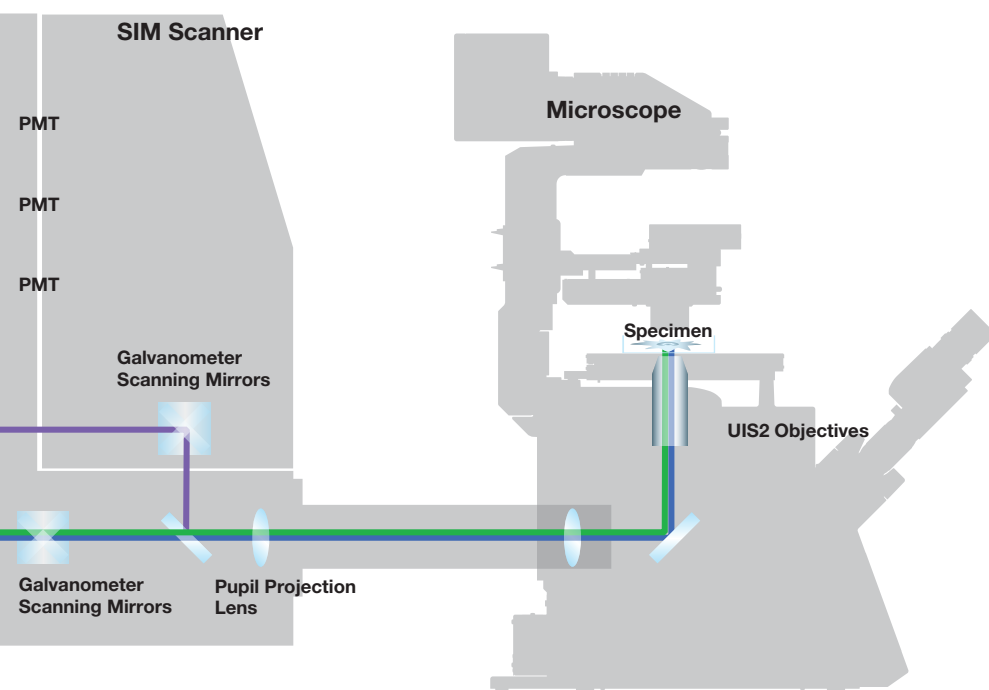 SIM Scanner
Microscope
PMT
PMT
PMT
Specimen
Galvanometer
Scanning Mirrors
UIS2 Objectives
Galvanometer
Scanning Mirrors
Pupil Projection
Lens